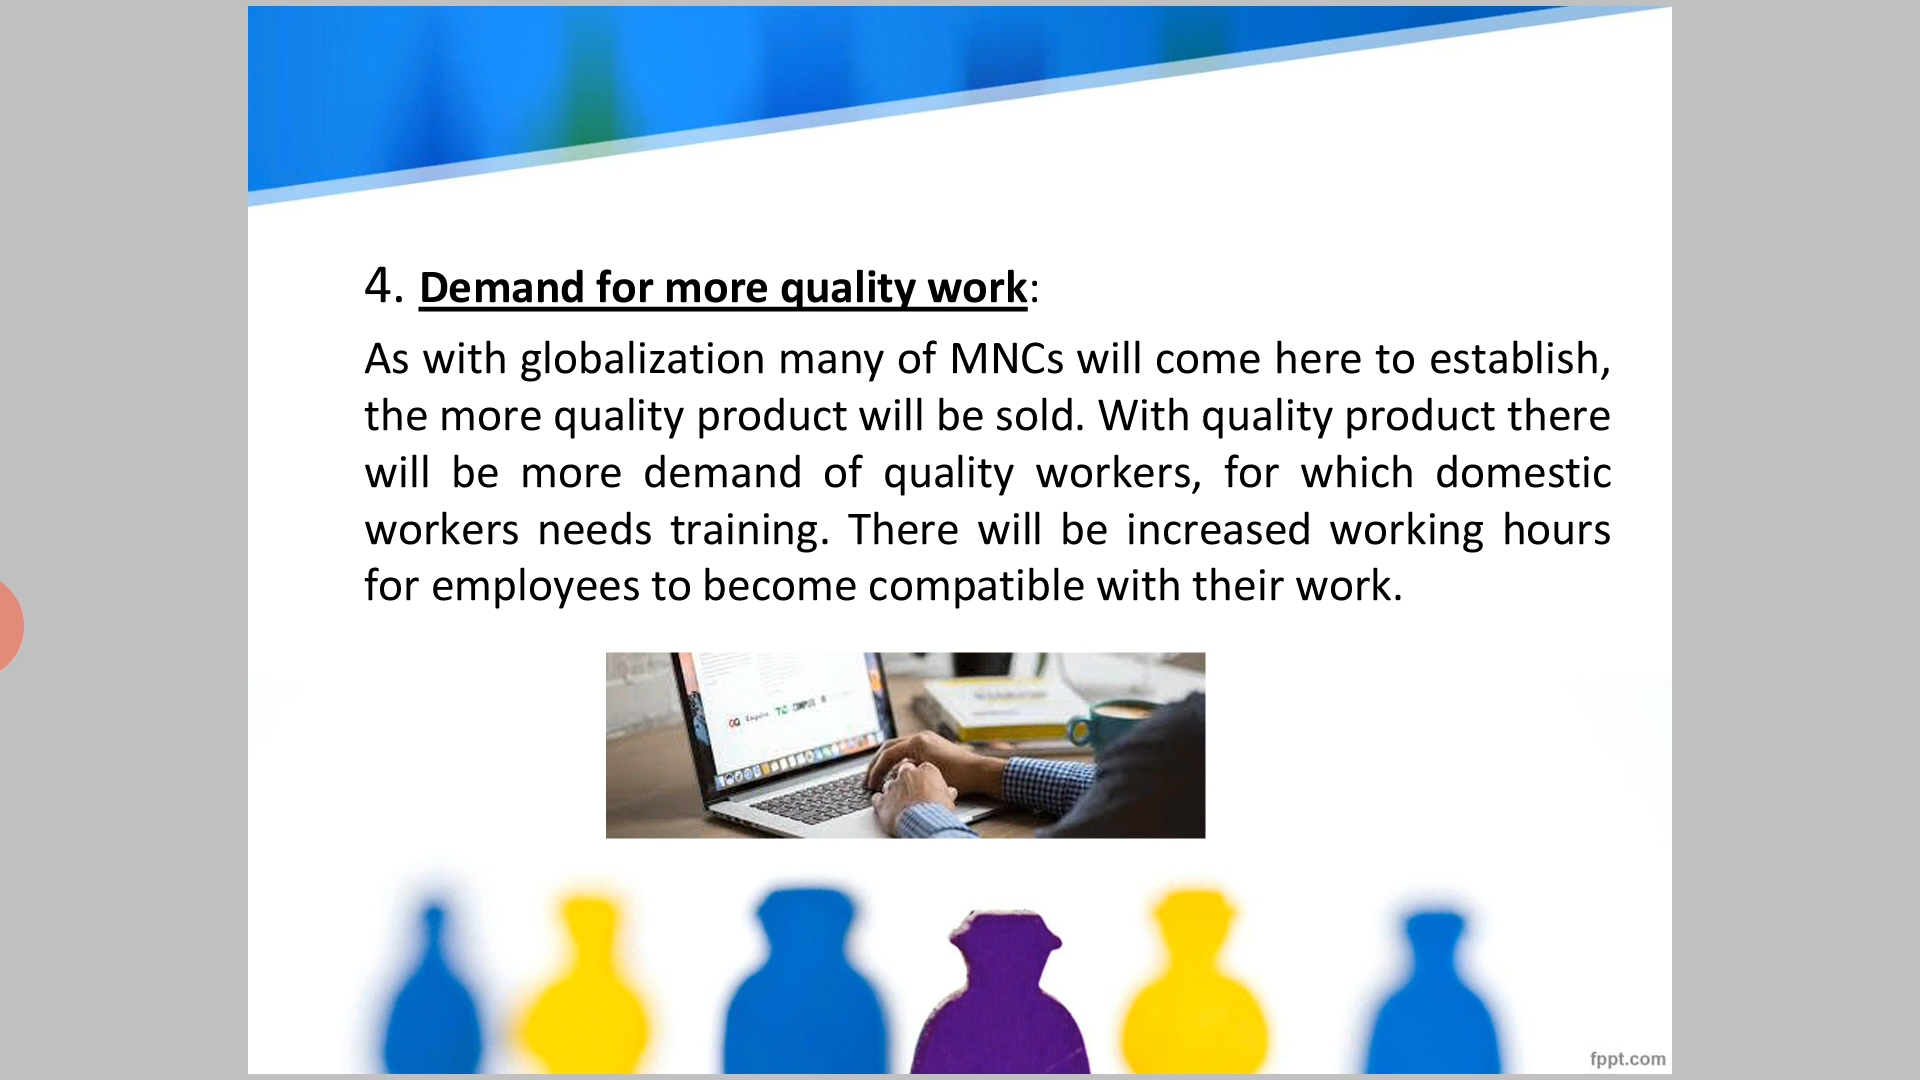 4. Demand for more quality work:
As with globalization many of MNCs will come here to establish,
the more quality product will be sold. With quality product there
will be more demand of quality workers, for which domestic
workers needs training. There will be increased working hours
for employees to become compatible with their work.
GQ Esquire
fppt.com